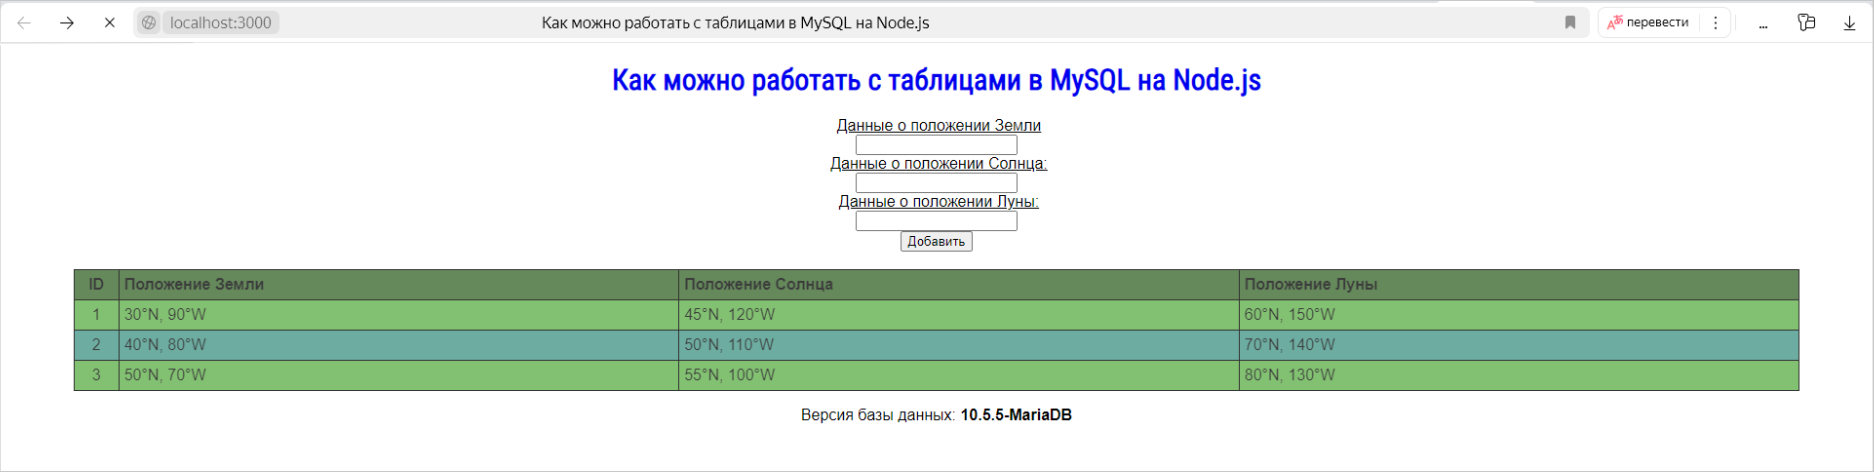 localhost:3000 Как можно работать с таблицами в MySQL на Node.js перевести
Как можно работать с таблицами в MySQL на Node.js
Данные о положении Земли
Данные о положении Солнца:
Данные о положении Луны:
Добавить
ID Положение Земли Положение Солнца Положение Луны
1 30°N, 90°W 45°N, 120°W 60°N, 150°W
2 40°N, 80°W 50°N, 110°W 70°N, 140°W
3 50°N, 70°W 55°N, 100°W 80°N, 130°W
Версия базы данных: 10.5.5-MariaDB